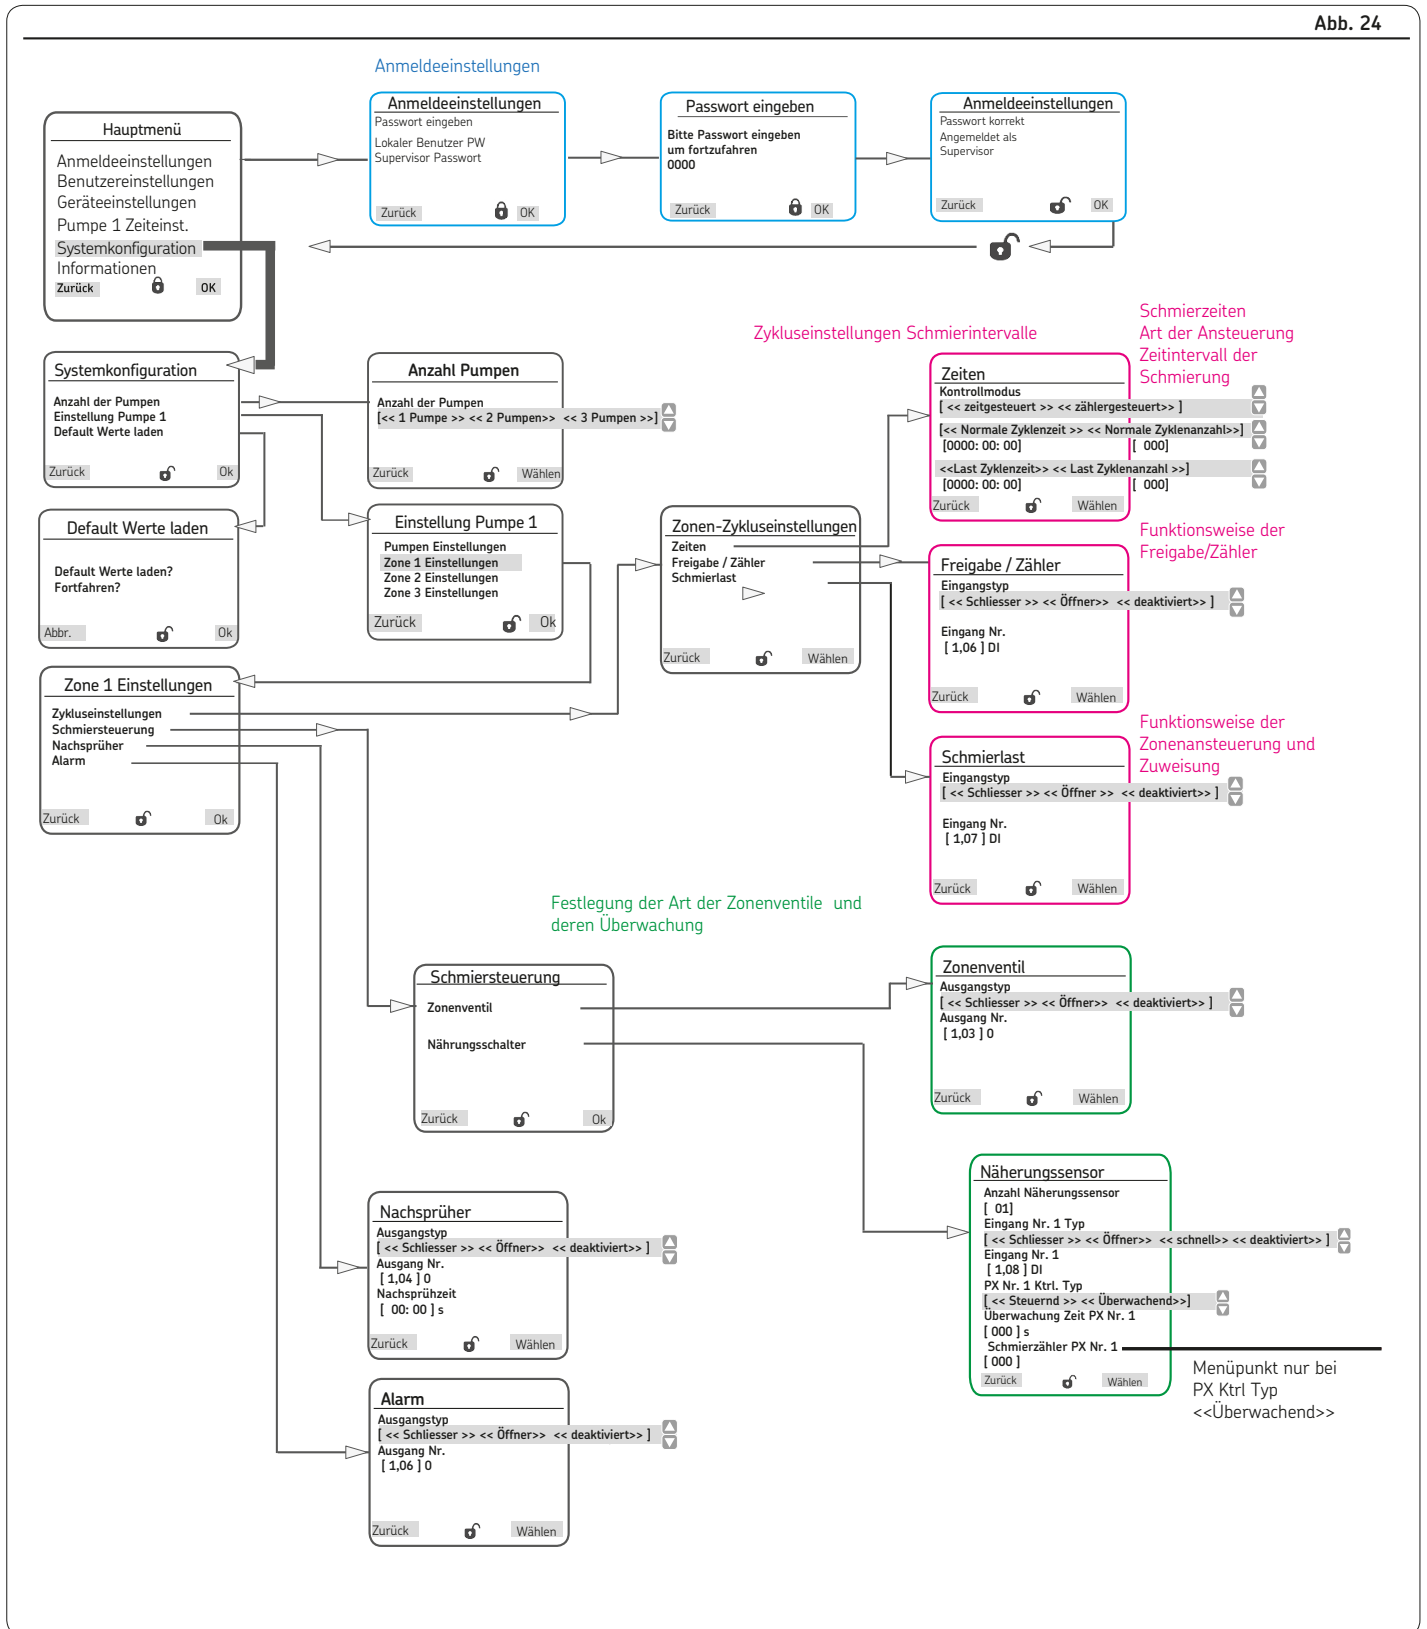 Abb. 24
Anmeldeeinstellungen
Hauptmenü
Anmeldeeinstellungen
Benutzereinstellungen
Geräteeinstellungen
Pumpe 1 Zeiteinst.
Systemkonfiguration
Informationen
Zurück OK
Anmeldeeinstellungen
Passwort eingeben
Lokaler Benutzer PW
Supervisor Passwort
Zurück OK
Passwort eingeben
Bitte Passwort eingeben
um fortzufahren
0000
Zurück OK
Anmeldeeinstellungen
Passwort korrekt
Angemeldet als
Supervisor
Zurück OK
Systemkonfiguration
Anzahl der Pumpen
Einstellung Pumpe 1
Default Werte laden
Zurück Ok
Anzahl Pumpen
Anzahl der Pumpen
[<< 1 Pumpe >> << 2 Pumpen>> << 3 Pumpen >>]
Zurück Wählen
Zykluseinstellungen Schmierintervalle
Schmierzeiten
Art der Ansteuerung
Zeitintervall der
Schmierung
Zeiten
Kontrollmodus
[ << zeitgesteuert >> << zählergesteuert>> ]
[<< Normale Zyklenzeit >> << Normale Zyklenanzahl>>]
[0000: 00: 00] [ 000]
<<Last Zyklenzeit>> << Last Zyklenanzahl >>]
[0000: 00: 00] [ 000]
Zurück Wählen
Default Werte laden
Default Werte laden?
Fortfahren?
Abbr. Ok
Einstellung Pumpe 1
Pumpen Einstellungen
Zone 1 Einstellungen
Zone 2 Einstellungen
Zone 3 Einstellungen
Zurück Ok
Zonen-Zykluseinstellungen
Zeiten
Freigabe / Zähler
Schmierlast
Zurück Wählen
Funktionsweise der
Freigabe/Zähler
Freigabe / Zähler
Eingangstyp
[ << Schliesser >> << Öffner>> << deaktiviert>> ]
Eingang Nr.
[ 1,06 ] DI
Zurück Wählen
Zone 1 Einstellungen
Zykluseinstellungen
Schmiersteuerung
Nachsprüher
Alarm
Zurück Ok
Funktionsweise der
Zonenansteuerung und
Zuweisung
Schmierlast
Eingangstyp
[ << Schliesser >> << Öffner >> << deaktiviert>> ]
Eingang Nr.
[ 1,07 ] DI
Zurück Wählen
Festlegung der Art der Zonenventile und
deren Überwachung
Schmiersteuerung
Zonenventil
Nährungsschalter
Zurück Ok
Zonenventil
Ausgangstyp
[ << Schliesser >> << Öffner>> << deaktiviert>> ]
Ausgang Nr.
[ 1,03 ] 0
Zurück Wählen
Näherungssensor
Anzahl Näherungssensor
[ 01]
Eingang Nr. 1 Typ
[ << Schliesser >> << Öffner>> << schnell>> << deaktiviert>> ]
Eingang Nr. 1
[ 1,08 ] DI
PX Nr. 1 Ktrl. Typ
[ << Steuernd >> << Überwachend>>]
Überwachung Zeit PX Nr. 1
[ 000 ] s
Schmierzähler PX Nr. 1
[ 000 ]
Zurück Wählen
Menüpunkt nur bei
PX Ktrl Typ
<<Überwachend>>
Nachsprüher
Ausgangstyp
[ << Schliesser >> << Öffner>> << deaktiviert>> ]
Ausgang Nr.
[ 1,04 ] 0
Nachsprühzeit
[ 00: 00 ] s
Zurück Wählen
Alarm
Ausgangstyp
[ << Schliesser >> << Öffner>> << deaktiviert>> ]
Ausgang Nr.
[ 1,06 ] 0
Zurück Wählen